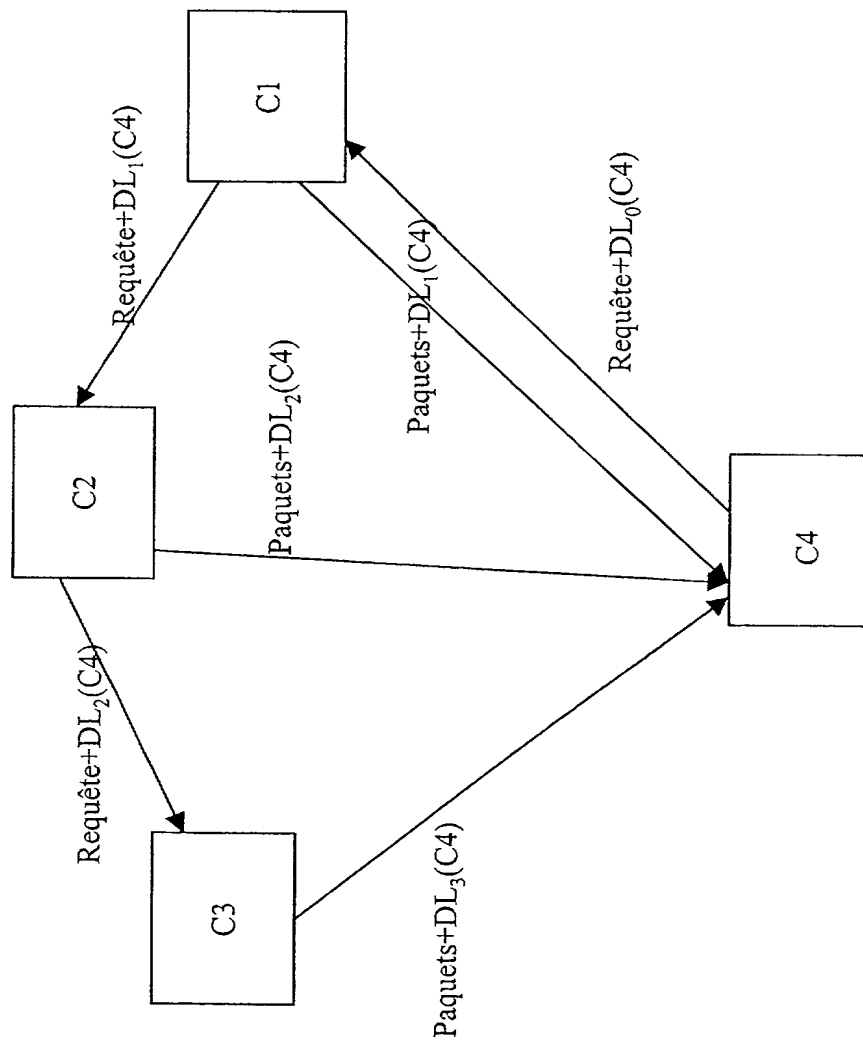 C1
Requête+DL₁(C4)
C2
Paquets+DL₂(C4)
Paquets+DL₁(C4)
Requête+DL₀(C4)
Requête+DL₂(C4)
C3
Paquets+DL₃(C4)
C4